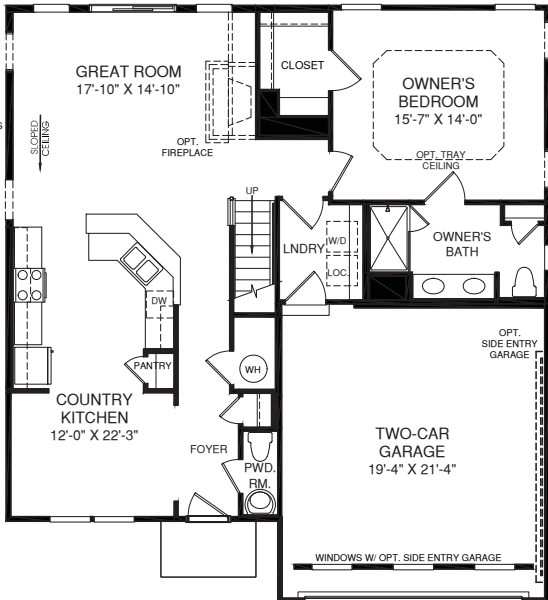 GREAT ROOM
17'-10" X 14'-10"
CLOSET
OWNER'S
BEDROOM
15'-7" X 14'-0"
SLOPED
CEILING
S
OPT.
FIREPLACE
OPT. TRAY
CEILING
UP
LNDRY
W/D
LOC.
OWNER'S
BATH
DW
PANTRY
WH
OPT.
SIDE ENTRY
GARAGE
COUNTRY
KITCHEN
12'-0" X 22'-3"
FOYER
PWD.
RM.
TWO-CAR
GARAGE
19'-4" X 21'-4"
WINDOWS W/ OPT. SIDE ENTRY GARAGE